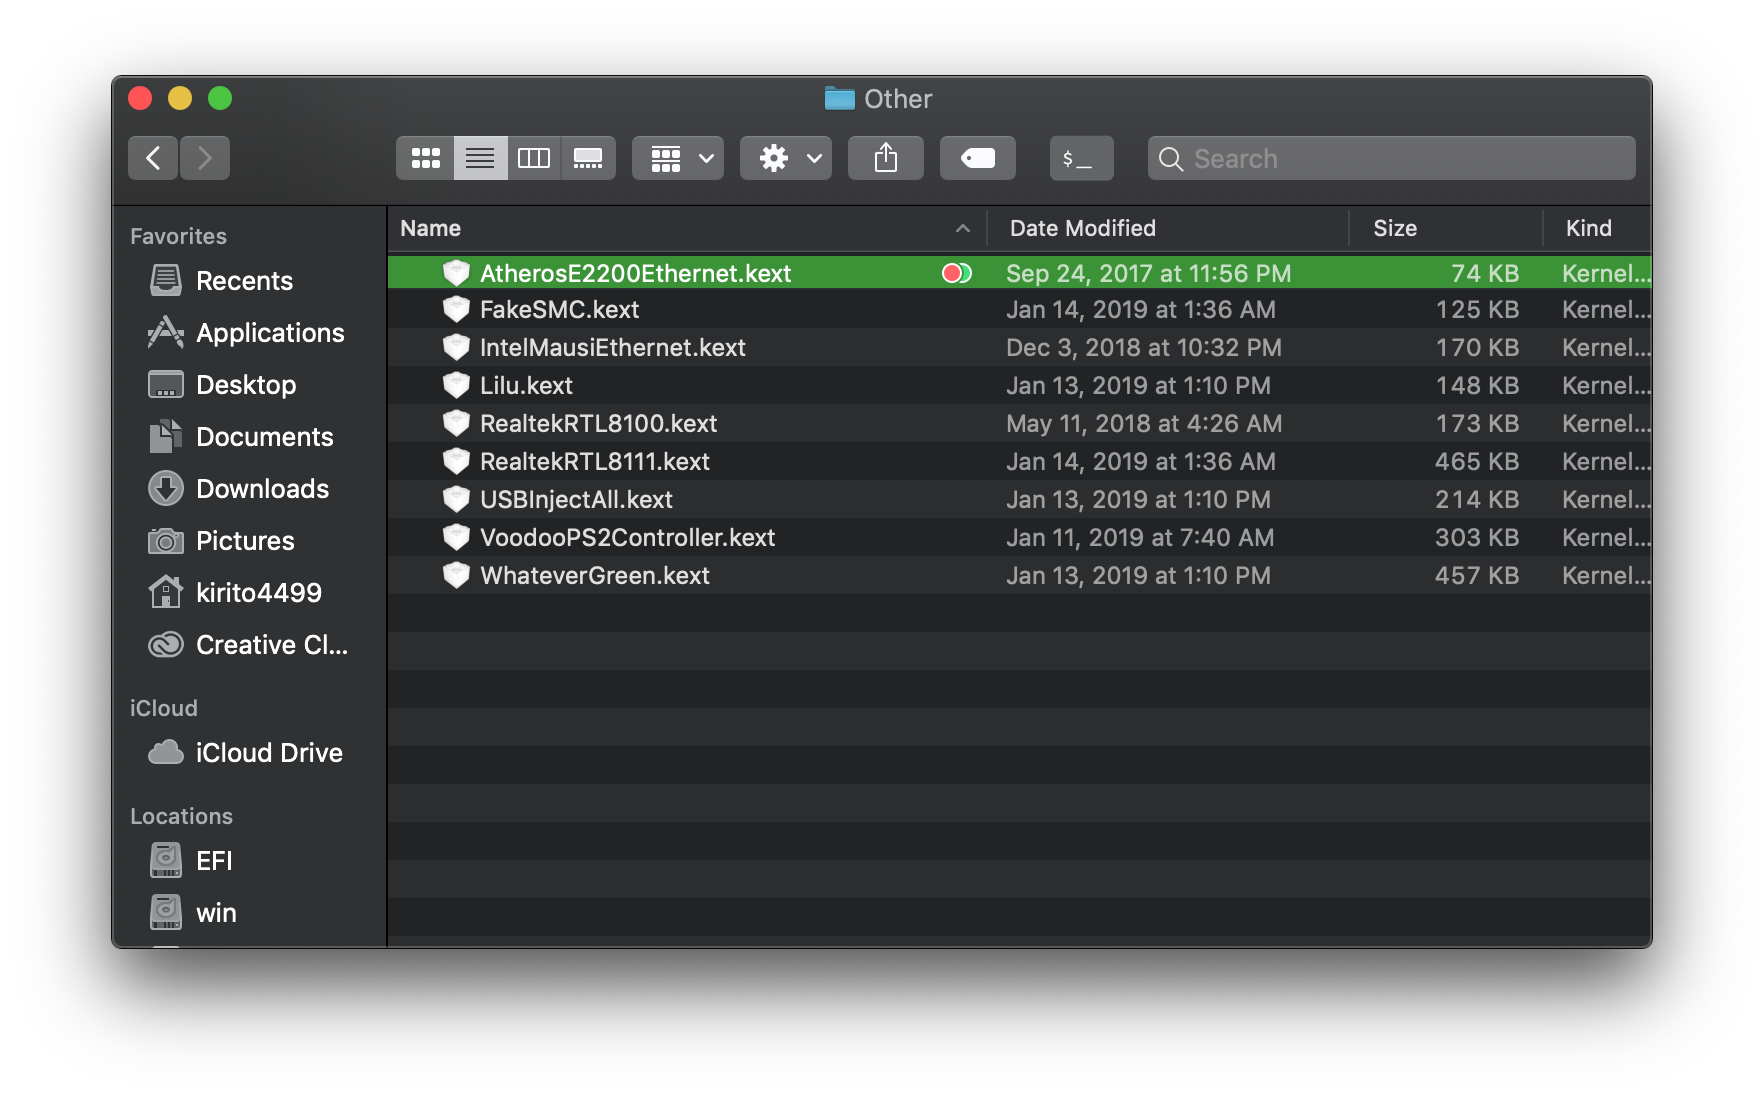 Other
$_
Search
Favorites
Recents
Applications
Desktop
Documents
Downloads
Pictures
kirito4499
Creative Cl...
iCloud
iCloud Drive
Locations
EFI
win
Name Date Modified Size Kind
AtherosE2200Ethernet.kext Sep 24, 2017 at 11:56 PM 74 KB Kernel...
FakeSMC.kext Jan 14, 2019 at 1:36 AM 125 KB Kernel...
IntelMausiEthernet.kext Dec 3, 2018 at 10:32 PM 170 KB Kernel...
Lilu.kext Jan 13, 2019 at 1:10 PM 148 KB Kernel...
RealtekRTL8100.kext May 11, 2018 at 4:26 AM 173 KB Kernel...
RealtekRTL8111.kext Jan 14, 2019 at 1:36 AM 465 KB Kernel...
USBInjectAll.kext Jan 13, 2019 at 1:10 PM 214 KB Kernel...
VoodooPS2Controller.kext Jan 11, 2019 at 7:40 AM 303 KB Kernel...
WhateverGreen.kext Jan 13, 2019 at 1:10 PM 457 KB Kernel...